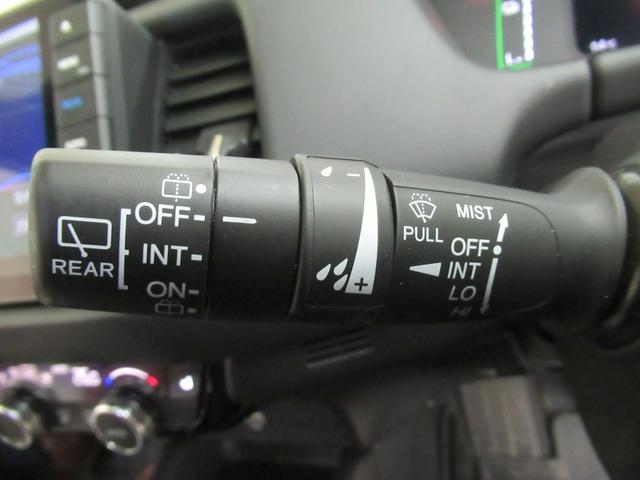 REAR
OFF
INT
ON
−
+
PULL
MIST
OFF
INT
LO
HI
L